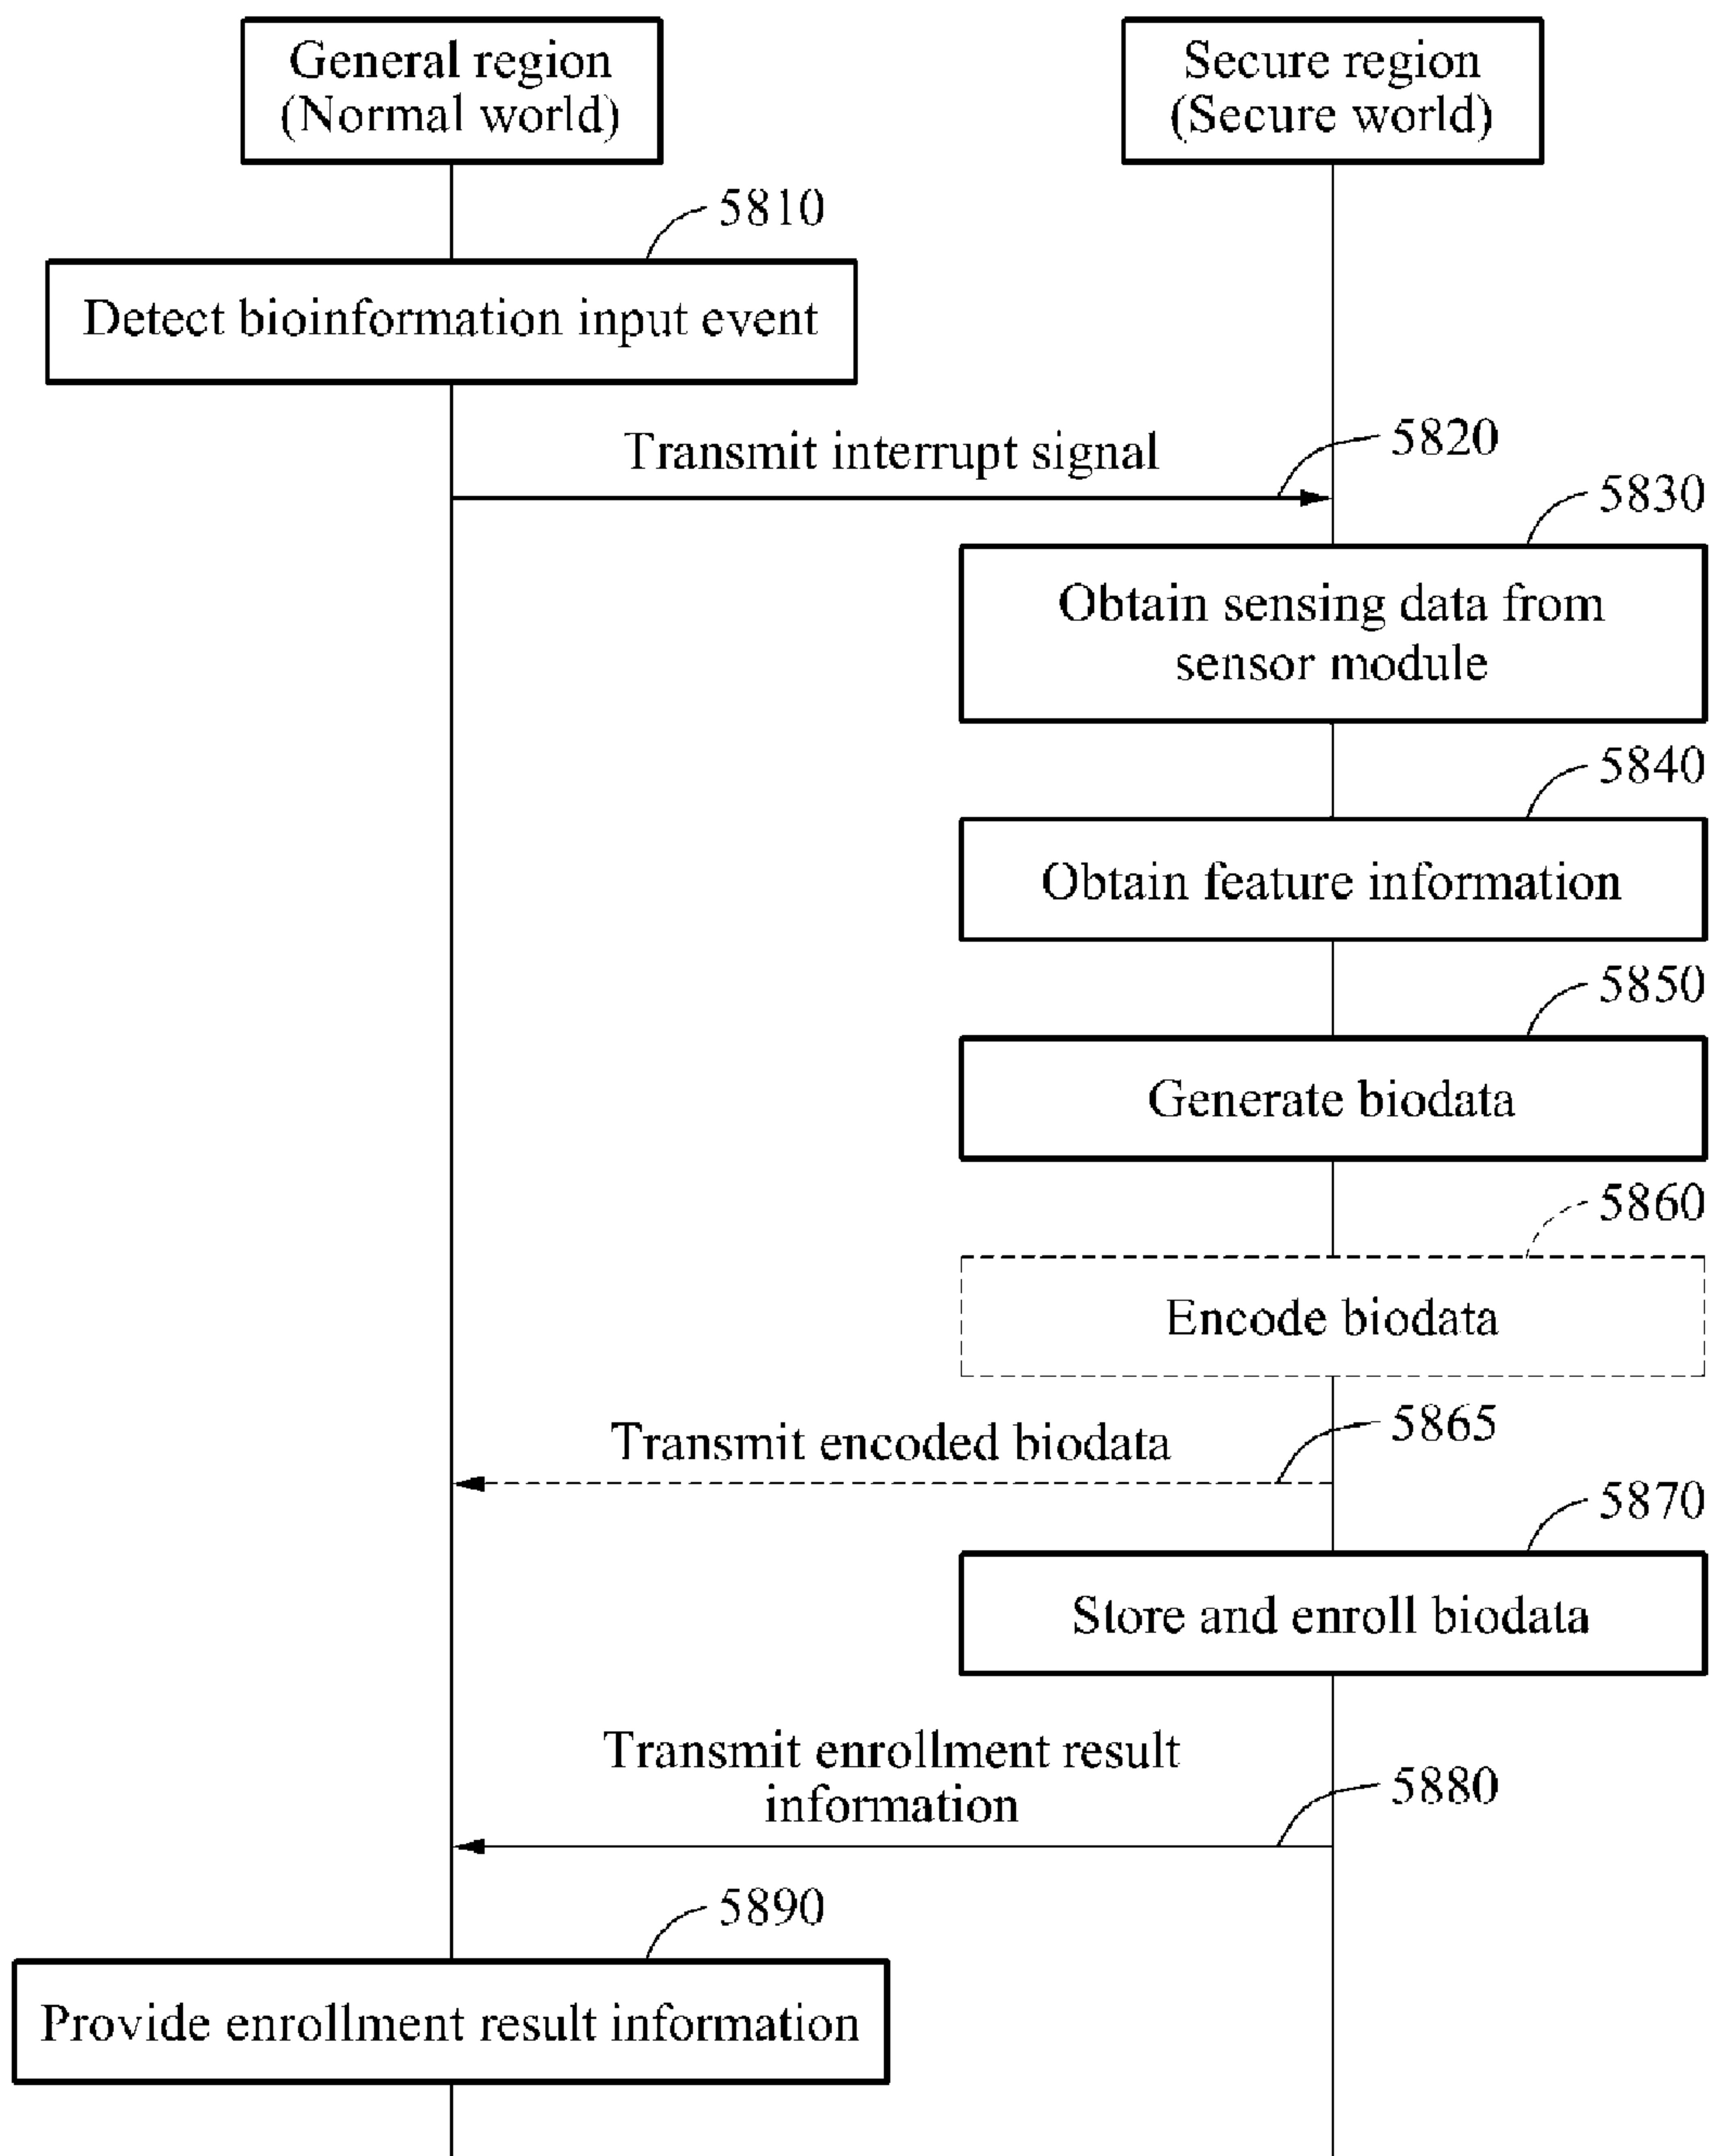 General region
(Normal world)
Secure region
(Secure world)
5810
Detect bioinformation input event
Transmit interrupt signal
5820
5830
Obtain sensing data from
sensor module
5840
Obtain feature information
5850
Generate biodata
5860
Encode biodata
Transmit encoded biodata
5865
5870
Store and enroll biodata
Transmit enrollment result
information
5880
5890
Provide enrollment result information